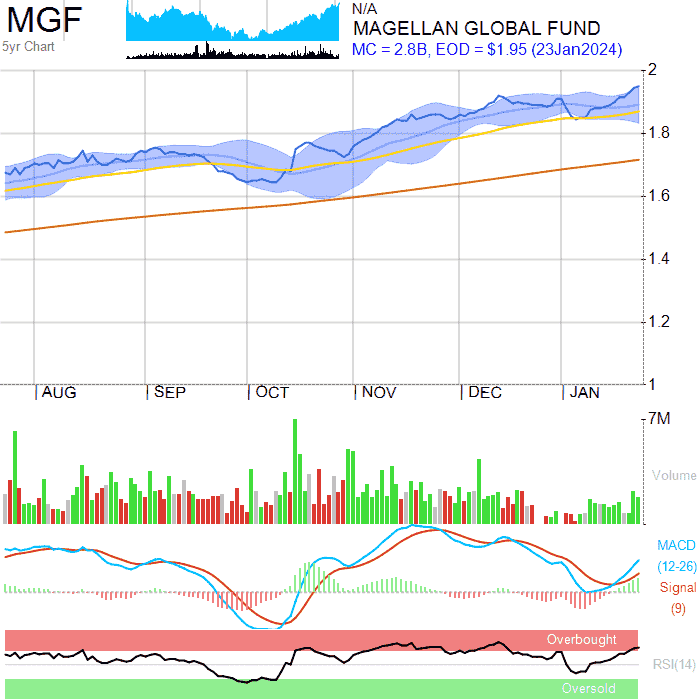 MGF
5yr Chart
N/A
MAGELLAN GLOBAL FUND
MC = 2.8B, EOD = $1.95 (23Jan2024)
2
1.8
1.6
1.4
1.2
1
AUG SEP OCT NOV DEC JAN
7M
Volume
MACD
(12-26)
Signal
(9)
Overbought
RSI(14)
Oversold